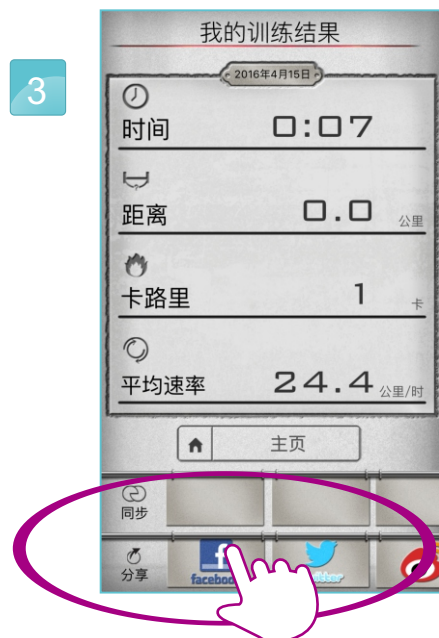 3
我的训练结果
2016年4月15日
时间
0:07
距离
0.0 公里
卡路里
1 卡
平均速率
24.4 公里/时
主页
同步
分享